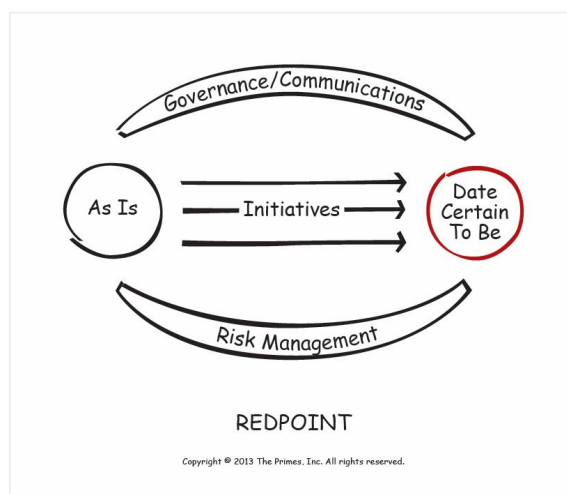 Governance/Communications
As Is
Initiatives
Date
Certain
To Be
Risk Management
REDPOINT
Copyright © 2013 The Primes, Inc. All rights reserved.